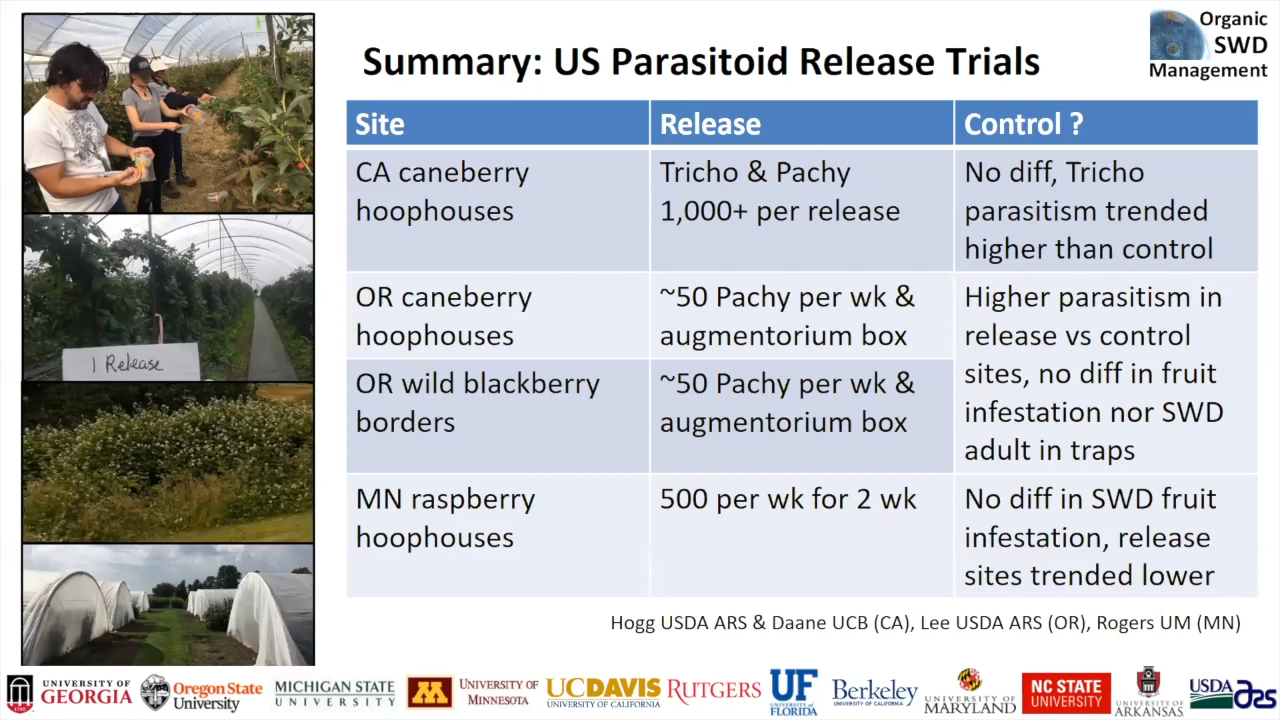 Organic
SWD
Management
Summary: US Parasitoid Release Trials
Site
Release
Control ?
CA caneberry
hoophouses
Tricho & Pachy
1,000+ per release
No diff, Tricho
parasitism trended
higher than control
OR caneberry
hoophouses
~50 Pachy per wk &
augmentorium box
Higher parasitism in
release vs control
sites, no diff in fruit
infestation nor SWD
adult in traps
OR wild blackberry
borders
~50 Pachy per wk &
augmentorium box
MN raspberry
hoophouses
500 per wk for 2 wk
No diff in SWD fruit
infestation, release
sites trended lower
1 Release
Hogg USDA ARS & Daane UCB (CA), Lee USDA ARS (OR), Rogers UM (MN)
UNIVERSITY OF
GEORGIA
Oregon State
University
MICHIGAN STATE
UNIVERSITY
M
UNIVERSITY OF
MINNESOTA
UCDAVIS
UNIVERSITY OF CALIFORNIA
RUTGERS
UF
UNIVERSITY of
FLORIDA
Berkeley
UNIVERSITY OF CALIFORNIA
UNIVERSITY OF
MARYLAND
NC STATE
UNIVERSITY
UNIVERSITY OF
ARKANSAS
USDA
ars